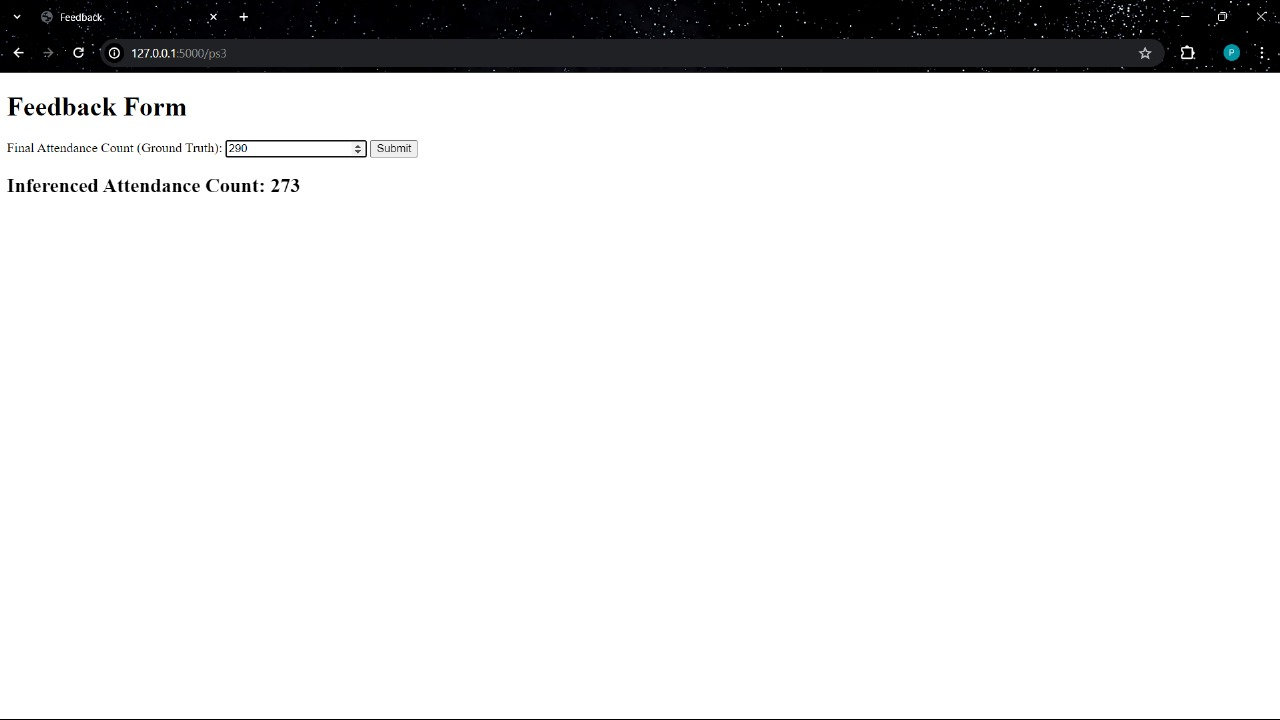 Feedback
127.0.0.1:5000/ps3
P
Feedback Form
Final Attendance Count (Ground Truth): 290 Submit
Inferenced Attendance Count: 273